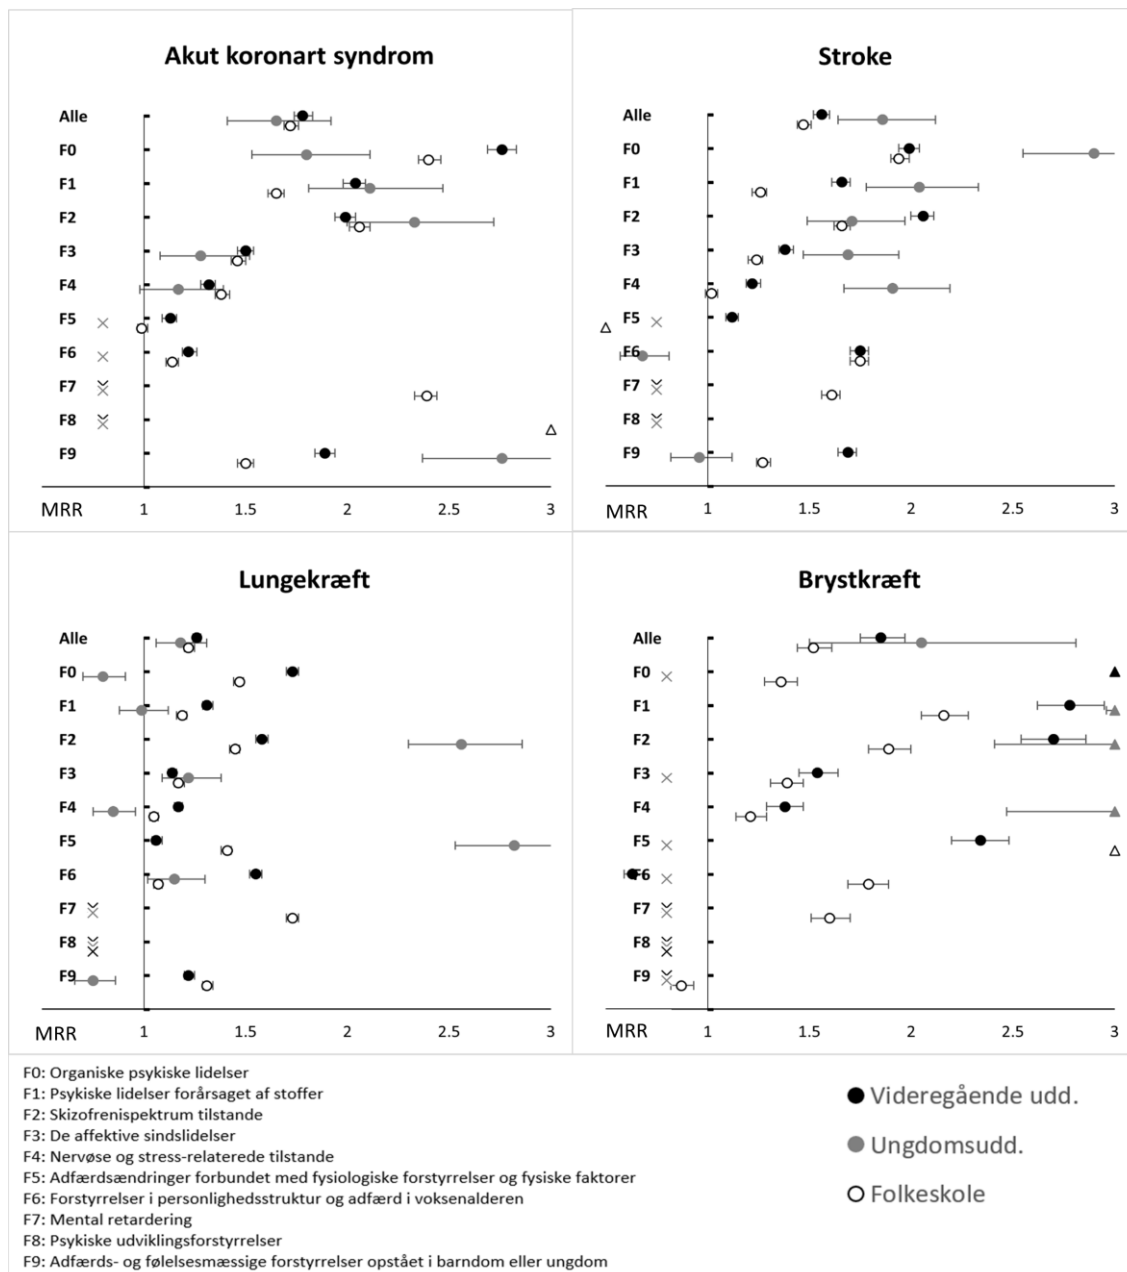 Akut koronart syndrom
Alle
F0
F1
F2
F3
F4
F5
F6
F7
F8
F9
MRR 1 1.5 2 2.5 3
Stroke
Alle
F0
F1
F2
F3
F4
F5
F6
F7
F8
F9
MRR 1 1.5 2 2.5 3
Lungekræft
Alle
F0
F1
F2
F3
F4
F5
F6
F7
F8
F9
MRR 1 1.5 2 2.5 3
Brystkræft
Alle
F0
F1
F2
F3
F4
F5
F6
F7
F8
F9
MRR 1 1.5 2 2.5 3
F0: Organiske psykiske lidelser
F1: Psykiske lidelser forårsaget af stoffer
F2: Skizofrenispektrum tilstande
F3: De affektive sindslidelser
F4: Nervøse og stress-relaterede tilstande
F5: Adfærdsændringer forbundet med fysiologiske forstyrrelser og fysiske faktorer
F6: Forstyrrelser i personlighedsstruktur og adfærd i voksenalderen
F7: Mental retardering
F8: Psykiske udviklingsforstyrrelser
F9: Adfærds- og følelsesmæssige forstyrrelser opstået i barndom eller ungdom
Videregående udd.
Ungdomsudd.
Folkeskole